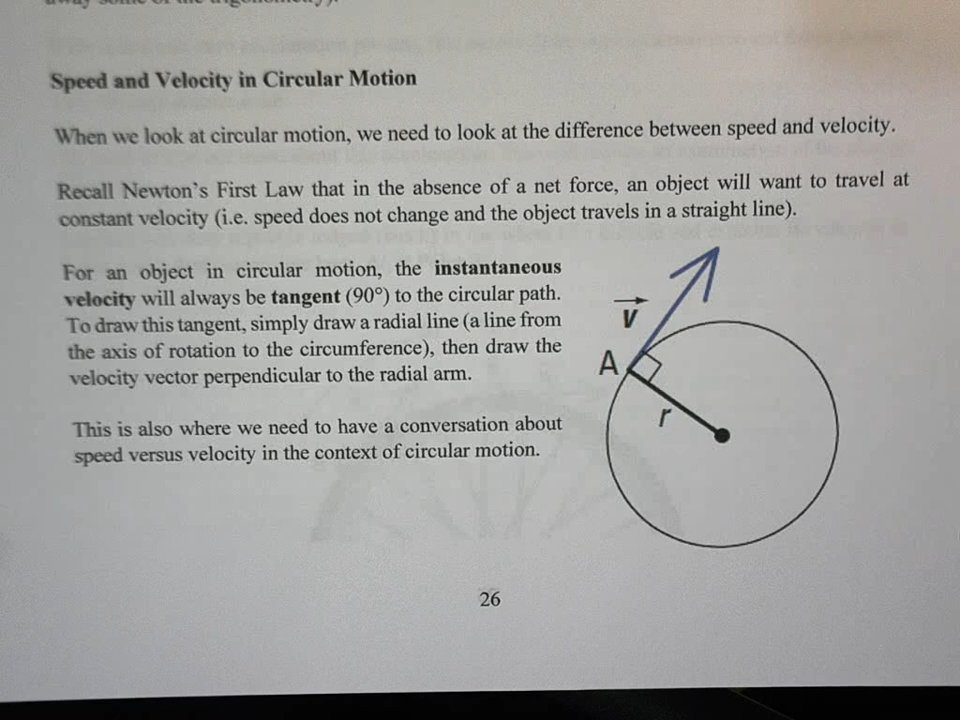 away some of the trigonometry).
Speed and Velocity in Circular Motion
When we look at circular motion, we need to look at the difference between speed and velocity.
Recall Newton's First Law that in the absence of a net force, an object will want to travel at
constant velocity (i.e. speed does not change and the object travels in a straight line).
For an object in circular motion, the instantaneous
velocity will always be tangent (90°) to the circular path.
To draw this tangent, simply draw a radial line (a line from
the axis of rotation to the circumference), then draw the
velocity vector perpendicular to the radial arm.
This is also where we need to have a conversation about
speed versus velocity in the context of circular motion.
V
A
r
26